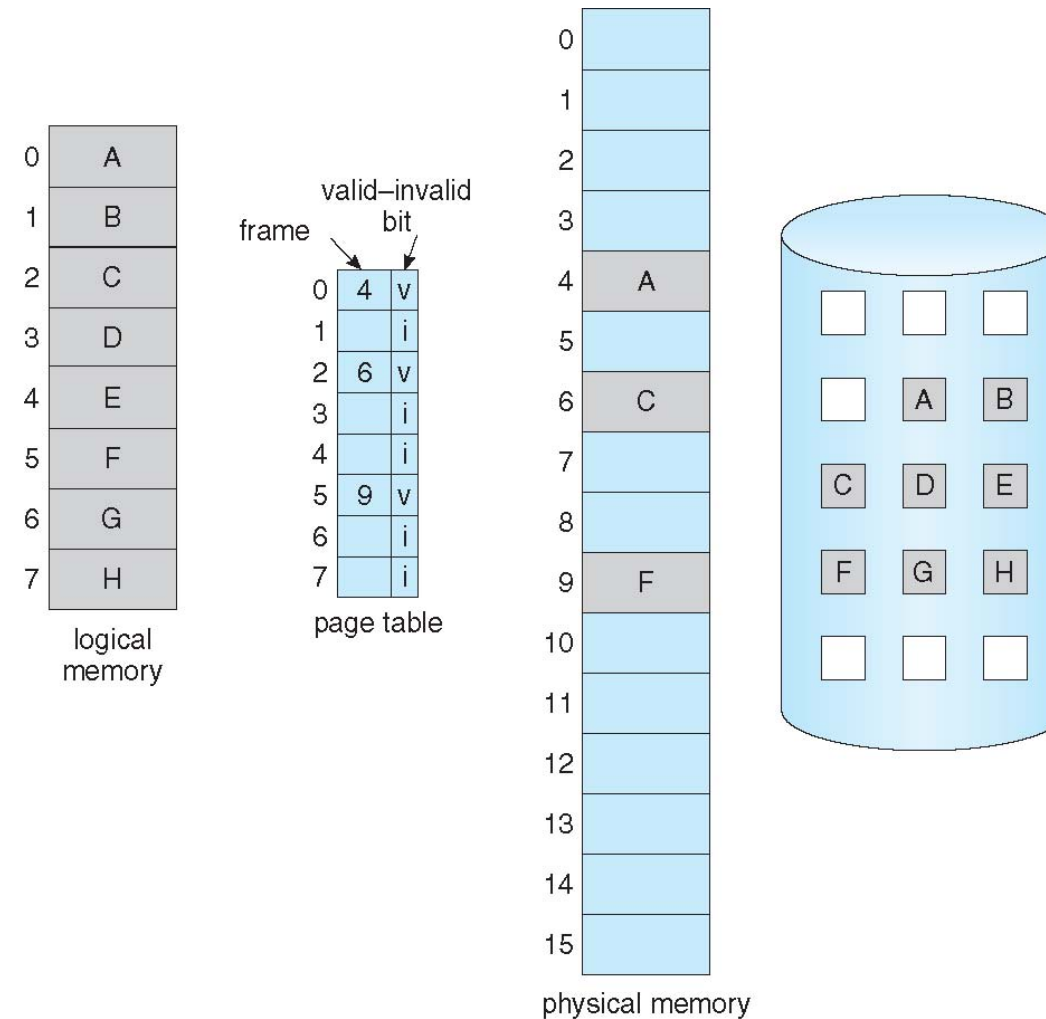 0 A
1 B
2 C
3 D
4 E
5 F
6 G
7 H
logical
memory
valid–invalid
bit
frame
0 4 v
1 i
2 6 v
3 i
4 i
5 9 v
6 i
7 i
page table
0
1
2
3
4 A
5
6 C
7
8
9 F
10
11
12
13
14
15
physical memory
A B
C D E
F G H